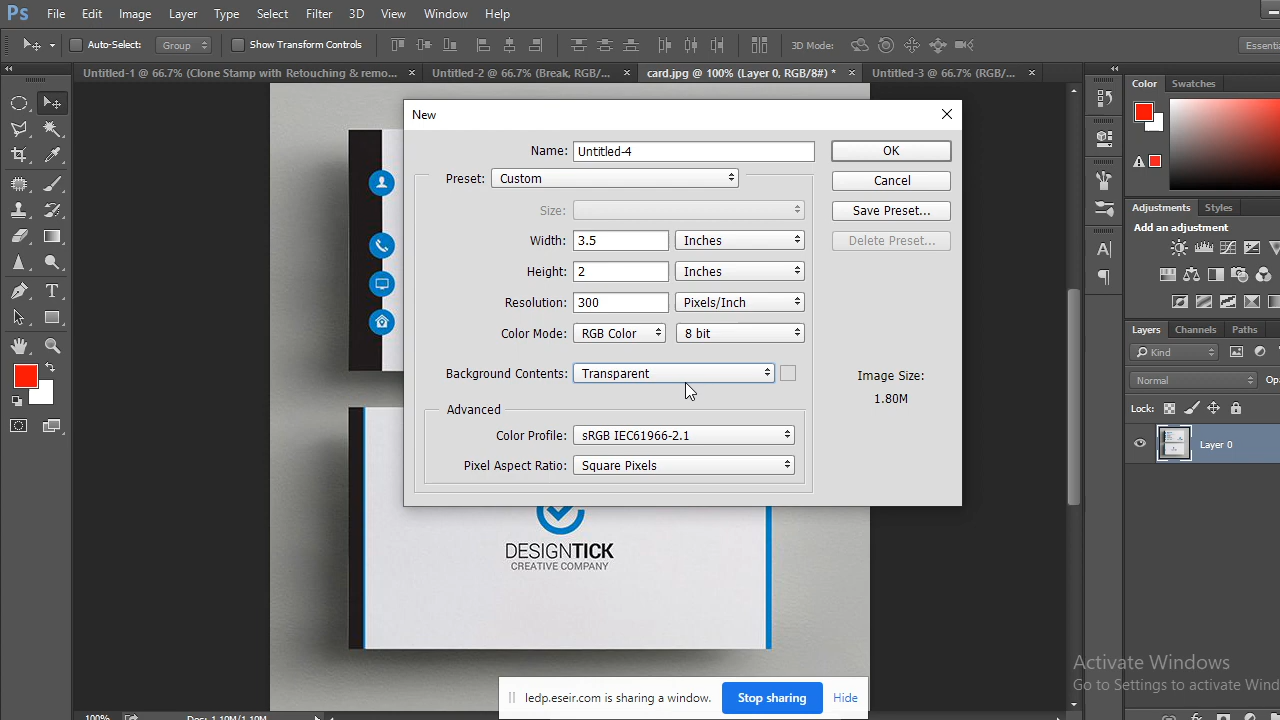 Ps File Edit Image Layer Type Select Filter 3D View Window Help
Auto-Select: Group Show Transform Controls 3D Mode: Essentia
Untitled-1 @ 66.7% (Clone Stamp with Retouching & remo... × Untitled-2 @ 66.7% (Break, RGB/... × card.jpg @ 100% (Layer 0, RGB/8#) * × Untitled-3 @ 66.7% (RGB/... ×
New
Name: Untitled-4 OK
Preset: Custom Cancel
Size: Save Preset...
Width: 3.5 Inches Delete Preset...
Height: 2 Inches
Resolution: 300 Pixels/Inch
Color Mode: RGB Color 8 bit
Background Contents: Transparent
Image Size:
1.80M
Advanced
Color Profile: sRGB IEC61966-2.1
Pixel Aspect Ratio: Square Pixels
Color Swatches
Adjustments Styles
Add an adjustment
Layers Channels Paths
Kind
Normal Opa
Lock:
Layer 0
DESIGNTICK
CREATIVE COMPANY
Activate Windows
Go to Settings to activate Wind
ledp.eseir.com is sharing a window. Stop sharing Hide
100% Doc: 1.10M/1.10M